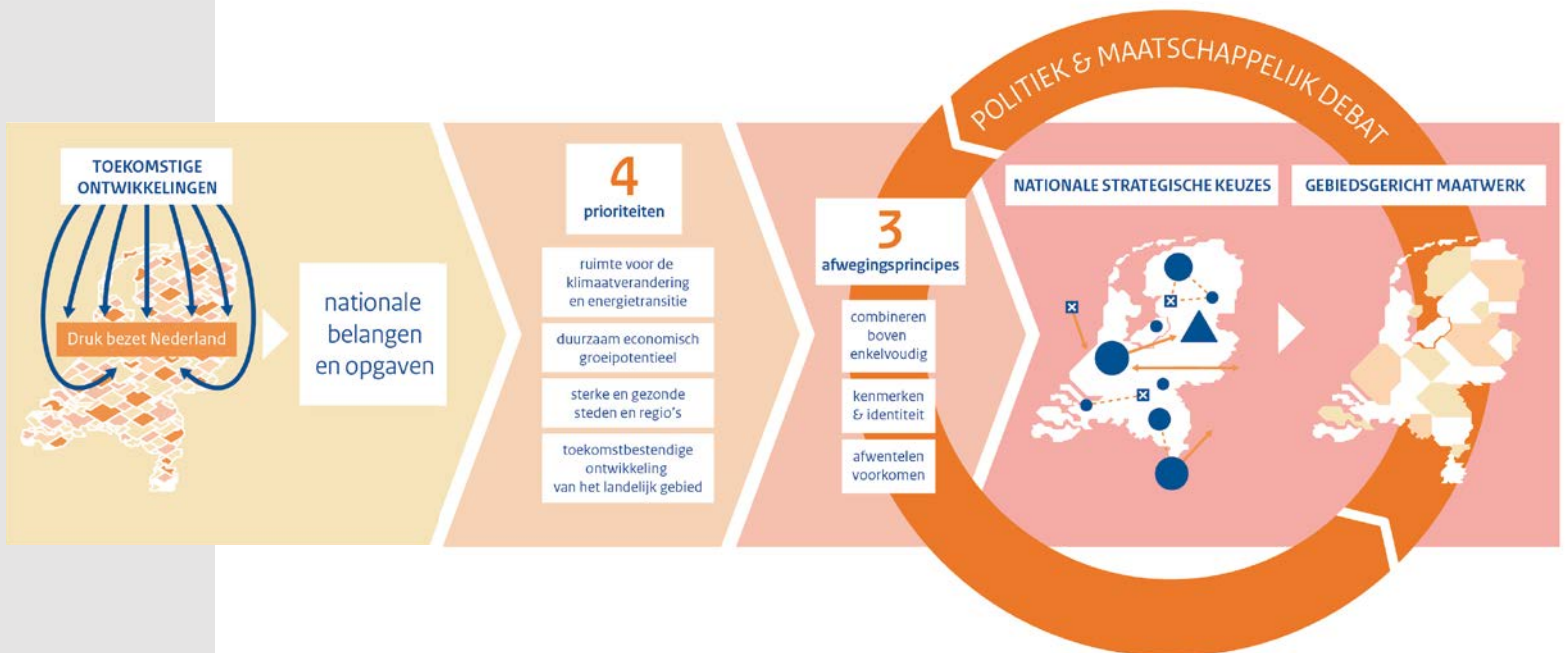 POLITIEK & MAATSCHAPPELIJK DEBAT
TOEKOMSTIGE
ONTWIKKELINGEN
Druk bezet Nederland
nationale
belangen
en opgaven
4
prioriteiten
ruimte voor de
klimaatverandering
en energietransitie
duurzaam economisch
groeipotentieel
sterke en gezonde
steden en regio's
toekomstbestendige
ontwikkeling
van het landelijk gebied
3
afwegingsprincipes
combineren
boven
enkelvoudig
kenmerken
& identiteit
afwentelen
voorkomen
NATIONALE STRATEGISCHE KEUZES
GEBIEDSGERICHT MAATWERK